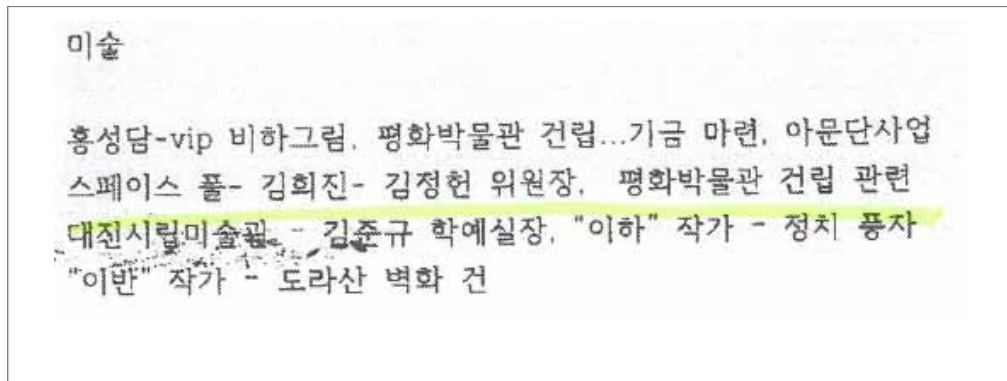 미술
홍성담-vip 비하그림, 평화박물관 건립...기금 마련, 아문단사업
스페이스 풀- 김희진- 김정헌 위원장, 평화박물관 건립 관련
대전시립미술관 - 김준규 학예실장, "이하" 작가 - 정치 풍자
"이반" 작가 - 도라산 벽화 건